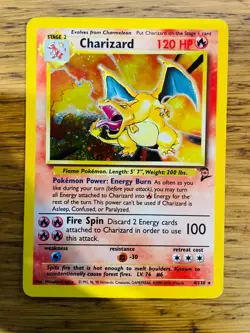 STAGE 2
Evolves from Charmeleon
Put Charizard on the Stage 1 card
Charizard
120 HP
Flame Pokémon. Length: 5' 7", Weight: 200 lbs.
Pokémon Power: Energy Burn As often as you
like during your turn (before your attack), you may turn all
Energy attached to Charizard into for the rest of
the turn. This power can't be used if Charizard is
Asleep, Confused, or Paralyzed.
Fire Spin Discard 2 Energy cards
attached to Charizard in order to use
this attack.
100
weakness
resistance
retreat cost
-30
Spits fire that is hot enough to melt boulders. Known to
unintentionally cause forest fires. LV. 76 #6
4/130